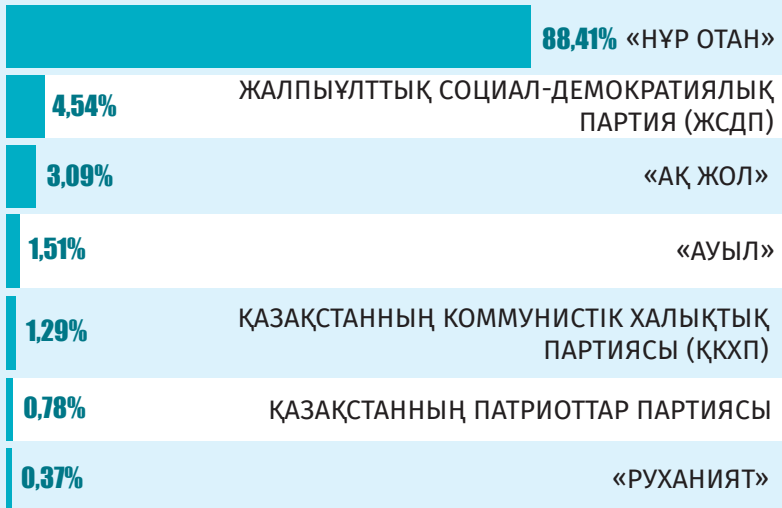 88,41% «НҰР ОТАН»
4,54% ЖАЛПЫҰЛТТЫҚ СОЦИАЛ-ДЕМОКРАТИЯЛЫҚ
ПАРТИЯ (ЖСДП)
3,09% «АҚ ЖОЛ»
1,51% «АУЫЛ»
1,29% ҚАЗАҚСТАННЫҢ КОММУНИСТІК ХАЛЫҚТЫҚ
ПАРТИЯСЫ (ҚКХП)
0,78% ҚАЗАҚСТАННЫҢ ПАТРИОТТАР ПАРТИЯСЫ
0,37% «РУХАНИЯТ»